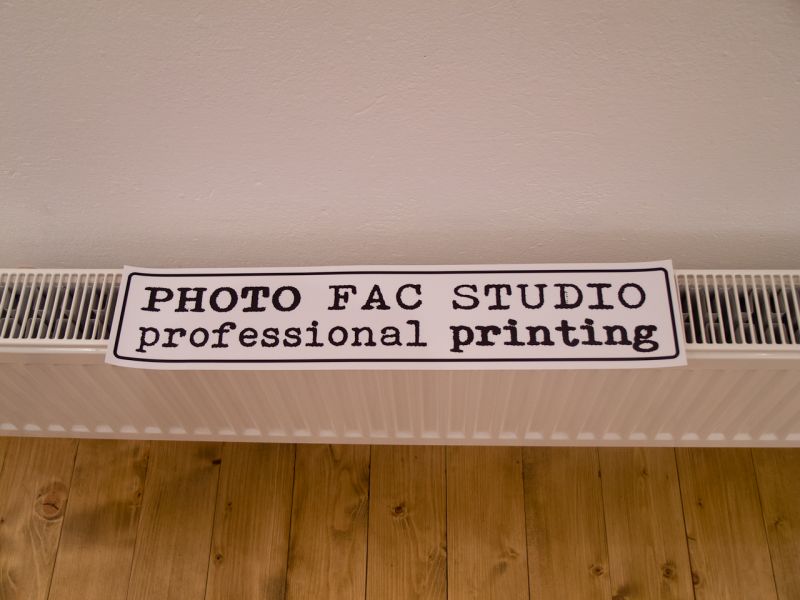 PHOTO FAC STUDIO
professional printing